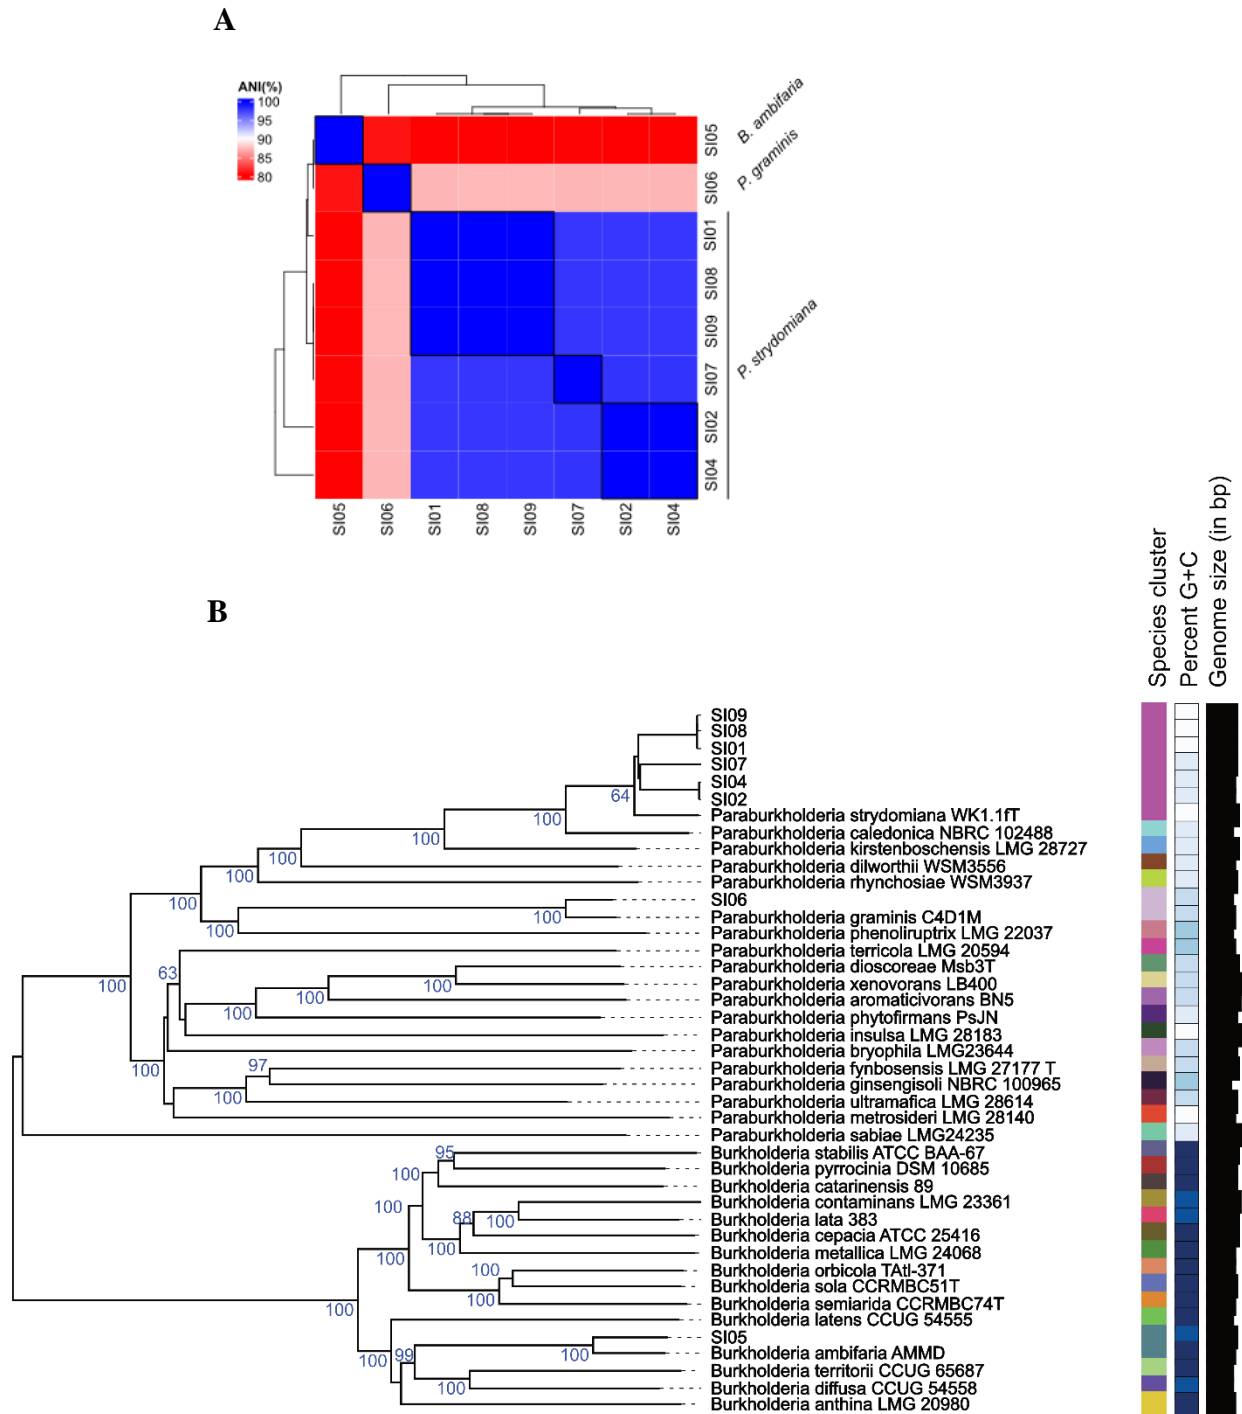 A
ANI(%)
100
95
90
85
80
SI05
SI06
SI01
SI08
SI09
SI07
SI02
SI04
B. ambifaria
P. graminis
P. strydomiana
SI05
SI06
SI01
SI08
SI09
SI07
SI02
SI04
B
Species cluster
Percent G+C
Genome size (in bp)
SI09
SI08
SI01
SI07
SI04
SI02
64
Paraburkholderia strydomiana WK1.1fT
100
Paraburkholderia caledonica NBRC 102488
100
Paraburkholderia kirstenboschensis LMG 28727
100
Paraburkholderia dilworthii WSM3556
100
Paraburkholderia rhynchosiae WSM3937
100
SI06
100
Paraburkholderia graminis C4D1M
100
Paraburkholderia phenoliruptrix LMG 22037
Paraburkholderia terricola LMG 20594
63
Paraburkholderia dioscoreae Msb3T
100
100
Paraburkholderia xenovorans LB400
100
Paraburkholderia aromaticivorans BN5
100
Paraburkholderia phytofirmans PsJN
Paraburkholderia insulsa LMG 28183
Paraburkholderia bryophila LMG23644
100
97
Paraburkholderia fynbosensis LMG 27177 T
Paraburkholderia ginsengisoli NBRC 100965
100
Paraburkholderia ultramafica LMG 28614
Paraburkholderia metrosideri LMG 28140
Paraburkholderia sabiae LMG24235
95
Burkholderia stabilis ATCC BAA-67
100
Burkholderia pyrrocinia DSM 10685
Burkholderia catarinensis 89
100
Burkholderia contaminans LMG 23361
88
100
Burkholderia lata 383
Burkholderia cepacia ATCC 25416
100
100
Burkholderia metallica LMG 24068
100
Burkholderia orbicola TAtl-371
Burkholderia sola CCRMBC51T
100
Burkholderia semiarida CCRMBC74T
100
Burkholderia latens CCUG 54555
SI05
100
99
100
Burkholderia ambifaria AMMD
Burkholderia territorii CCUG 65687
100
Burkholderia diffusa CCUG 54558
Burkholderia anthina LMG 20980